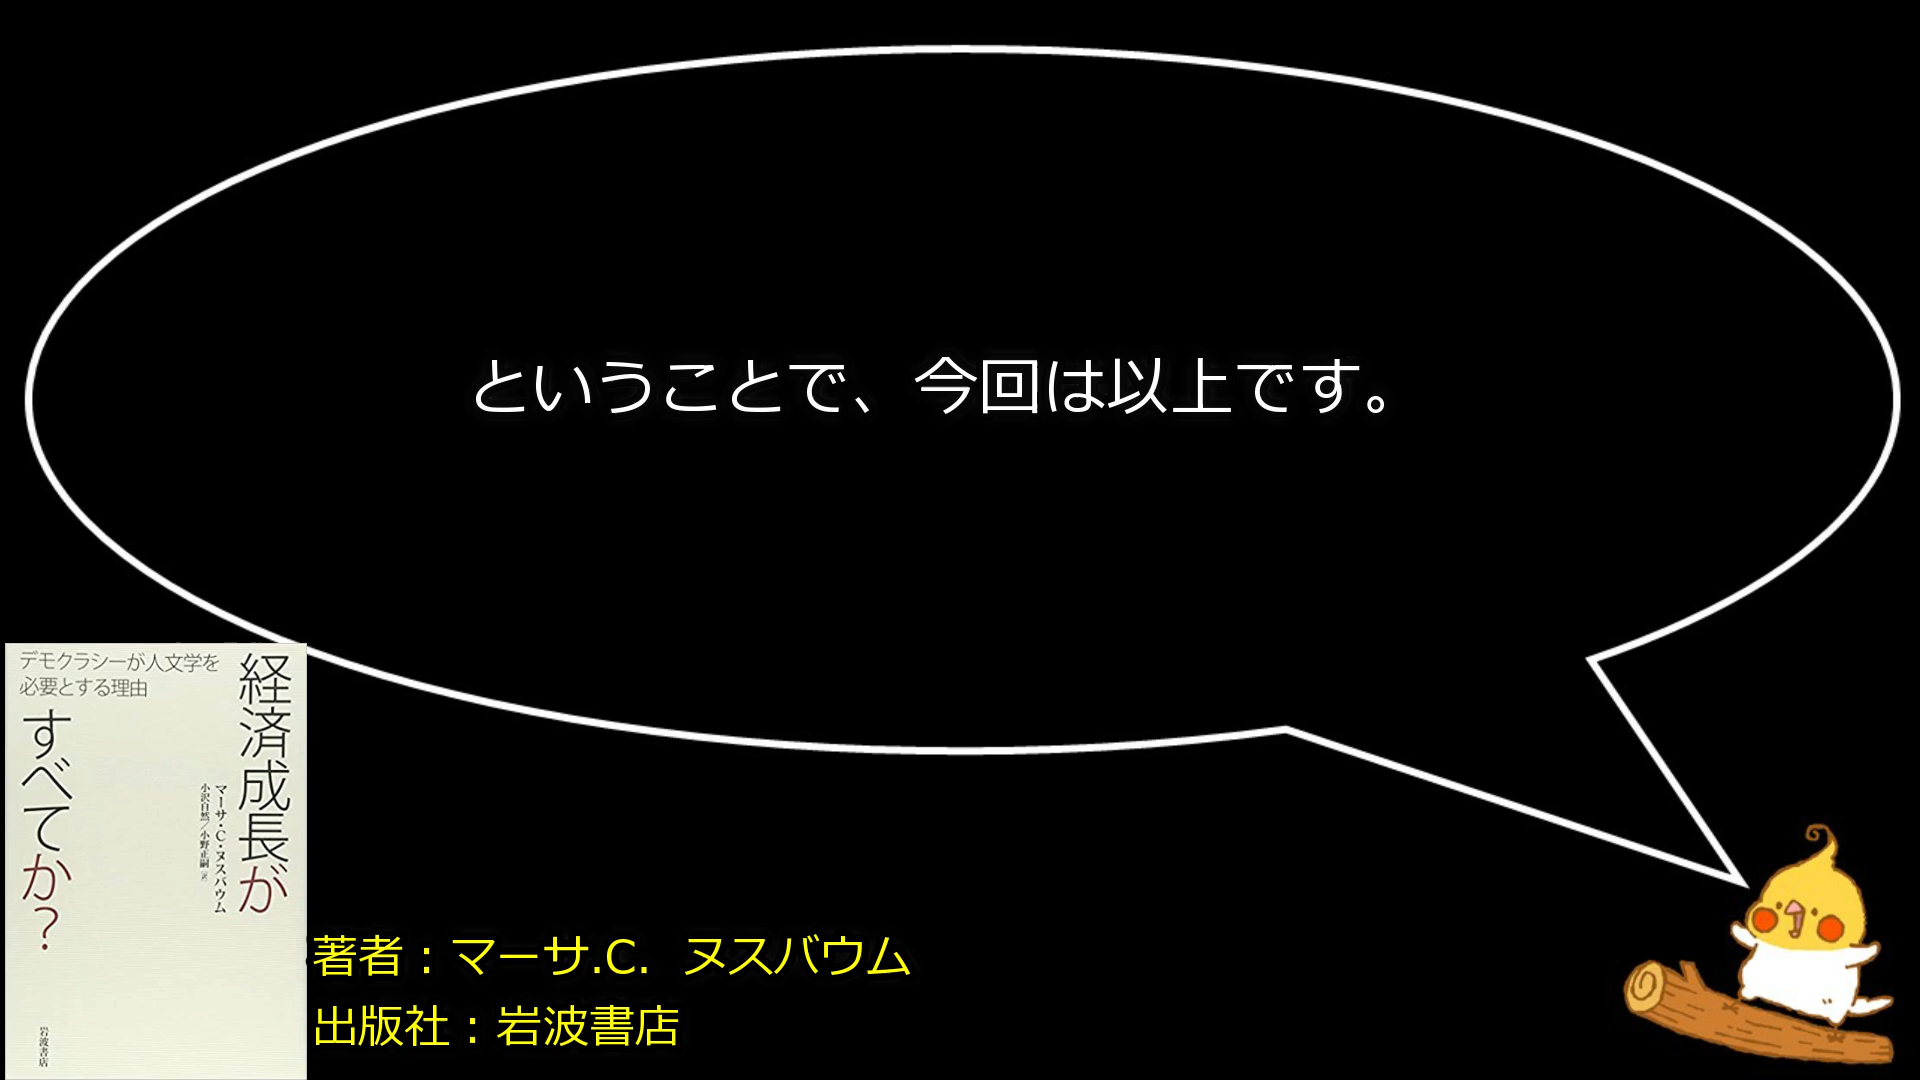 ということで、今回は以上です。
デモクラシーが人文学を
必要とする理由
経済成長が
すべてか?
マーサ・C・ヌスバウム
小沢自然/小野正嗣 [訳]
岩波書店
著者:マーサ.C. ヌスバウム
出版社:岩波書店